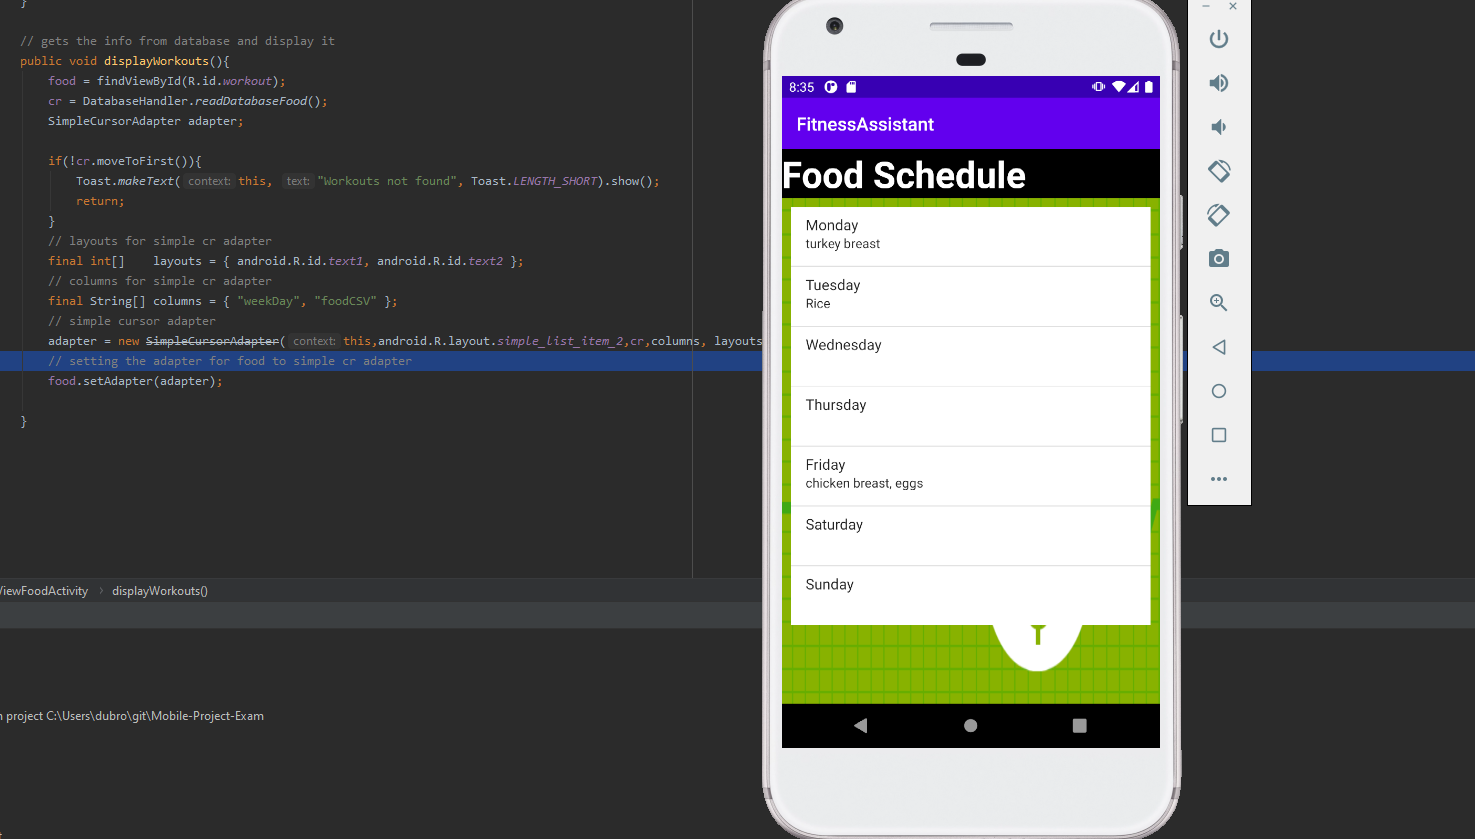 }
// gets the info from database and display it
public void displayWorkouts(){
food = findViewById(R.id.workout);
cr = DatabaseHandler.readDatabaseFood();
SimpleCursorAdapter adapter;
if(!cr.moveToFirst()){
Toast.makeText( context: this, text: "Workouts not found", Toast.LENGTH_SHORT).show();
return;
}
// layouts for simple cr adapter
final int[] layouts = { android.R.id.text1, android.R.id.text2 };
// columns for simple cr adapter
final String[] columns = { "weekDay", "foodCSV" };
// simple cursor adapter
adapter = new SimpleCursorAdapter( context: this,android.R.layout.simple_list_item_2,cr,columns, layouts
// setting the adapter for food to simple cr adapter
food.setAdapter(adapter);
}
ViewFoodActivity › displayWorkouts()
n project C:\Users\dubro\git\Mobile-Project-Exam
8:35
FitnessAssistant
Food Schedule
Monday
turkey breast
Tuesday
Rice
Wednesday
Thursday
Friday
chicken breast, eggs
Saturday
Sunday